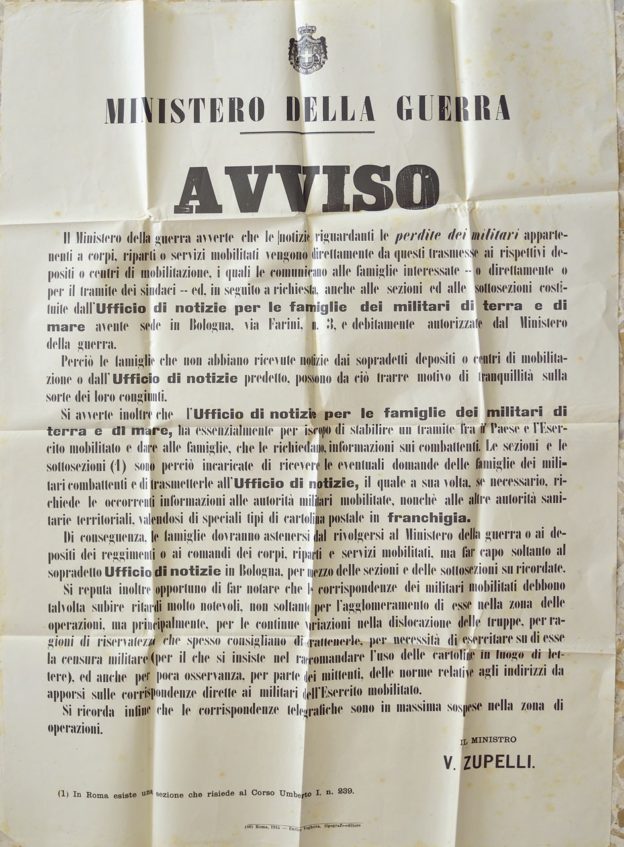 MINISTERO DELLA GUERRA
AVVISO
Il Ministero della guerra avverte che le notizie riguardanti le perdite dei militari apparte-
nenti a corpi, riparti o servizi mobilitati vengono direttamente da questi trasmesse ai rispettivi de-
positi o centri di mobilitazione, i quali le comunicano alle famiglie interessate -- o direttamente o
per il tramite dei sindaci -- ed, in seguito a richiesta, anche alle sezioni ed alle sottosezioni costi-
tuite dall'Ufficio di notizie per le famiglie dei militari di terra e di
mare avente sede in Bologna, via Farini, n. 3, e debitamente autorizzate dal Ministero
della guerra.
Perciò le famiglie che non abbiano ricevute notizie dai sopradetti depositi o centri di mobilita-
zione o dall'Ufficio di notizie predetto, possono da ciò trarre motivo di tranquillità sulla
sorte dei loro congiunti.
Si avverte inoltre che l'Ufficio di notizie per le famiglie dei militari di
terra e di mare, ha essenzialmente per iscopo di stabilire un tramite fra il Paese e l'Eser-
cito mobilitato e dare alle famiglie, che le richiedano, informazioni sui combattenti. Le sezioni e le
sottosezioni (1) sono perciò incaricate di ricevere le eventuali domande delle famiglie dei mili-
tari combattenti e di trasmetterle all'Ufficio di notizie, il quale a sua volta, se necessario, ri-
chiede le occorrenti informazioni alle autorità militari mobilitate, nonchè alle altre autorità sani-
tarie territoriali, valendosi di speciali tipi di cartolina postale in franchigia.
Di conseguenza, le famiglie dovranno astenersi dal rivolgersi al Ministero della guerra o ai de-
positi dei reggimenti o ai comandi dei corpi, riparti e servizi mobilitati, ma far capo soltanto al
sopradetto Ufficio di notizie in Bologna, per mezzo delle sezioni e delle sottosezioni su ricordate.
Si reputa inoltre opportuno di far notare che le corrispondenze dei militari mobilitati debbono
talvolta subire ritardi molto notevoli, non soltanto per l'agglomeramento di esse nella zona delle
operazioni, ma principalmente, per le continue variazioni nella dislocazione delle truppe, per ra-
gioni di riservatezza che spesso consigliano di trattenerle, per necessità di esercitare su di esse
la censura militare (per il che si insiste nel raccomandare l'uso delle cartoline in luogo di let-
tere), ed anche per poca osservanza, per parte dei mittenti, delle norme relative agli indirizzi da
apporsi sulle corrispondenze dirette ai militari dell'Esercito mobilitato.
Si ricorda infine che le corrispondenze telegrafiche sono in massima sospese nella zona di
operazioni.
IL MINISTRO
V. ZUPELLI.
(1) In Roma esiste una sezione che risiede al Corso Umberto I. n. 239.
Roma, 1915